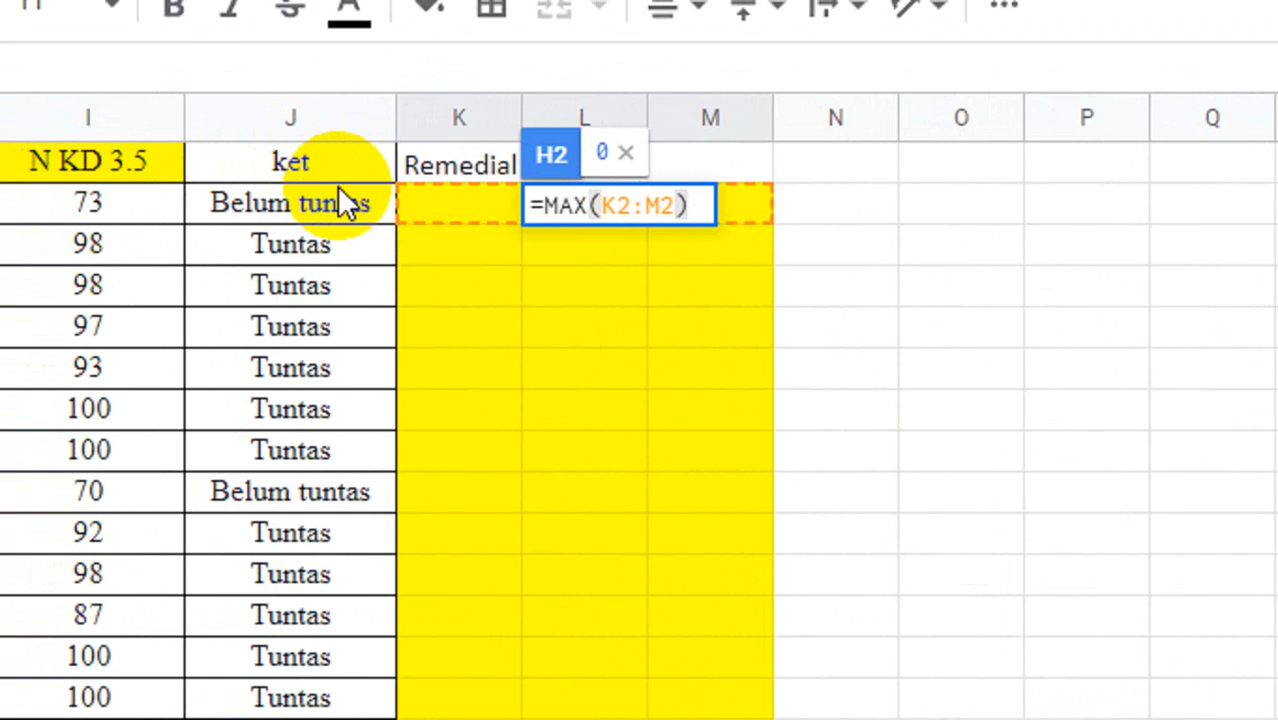 I J K L M N O P Q
N KD 3.5 ket Remedial H2 0 ×
73 Belum tuntas =MAX(K2:M2)
98 Tuntas
98 Tuntas
97 Tuntas
93 Tuntas
100 Tuntas
100 Tuntas
70 Belum tuntas
92 Tuntas
98 Tuntas
87 Tuntas
100 Tuntas
100 Tuntas